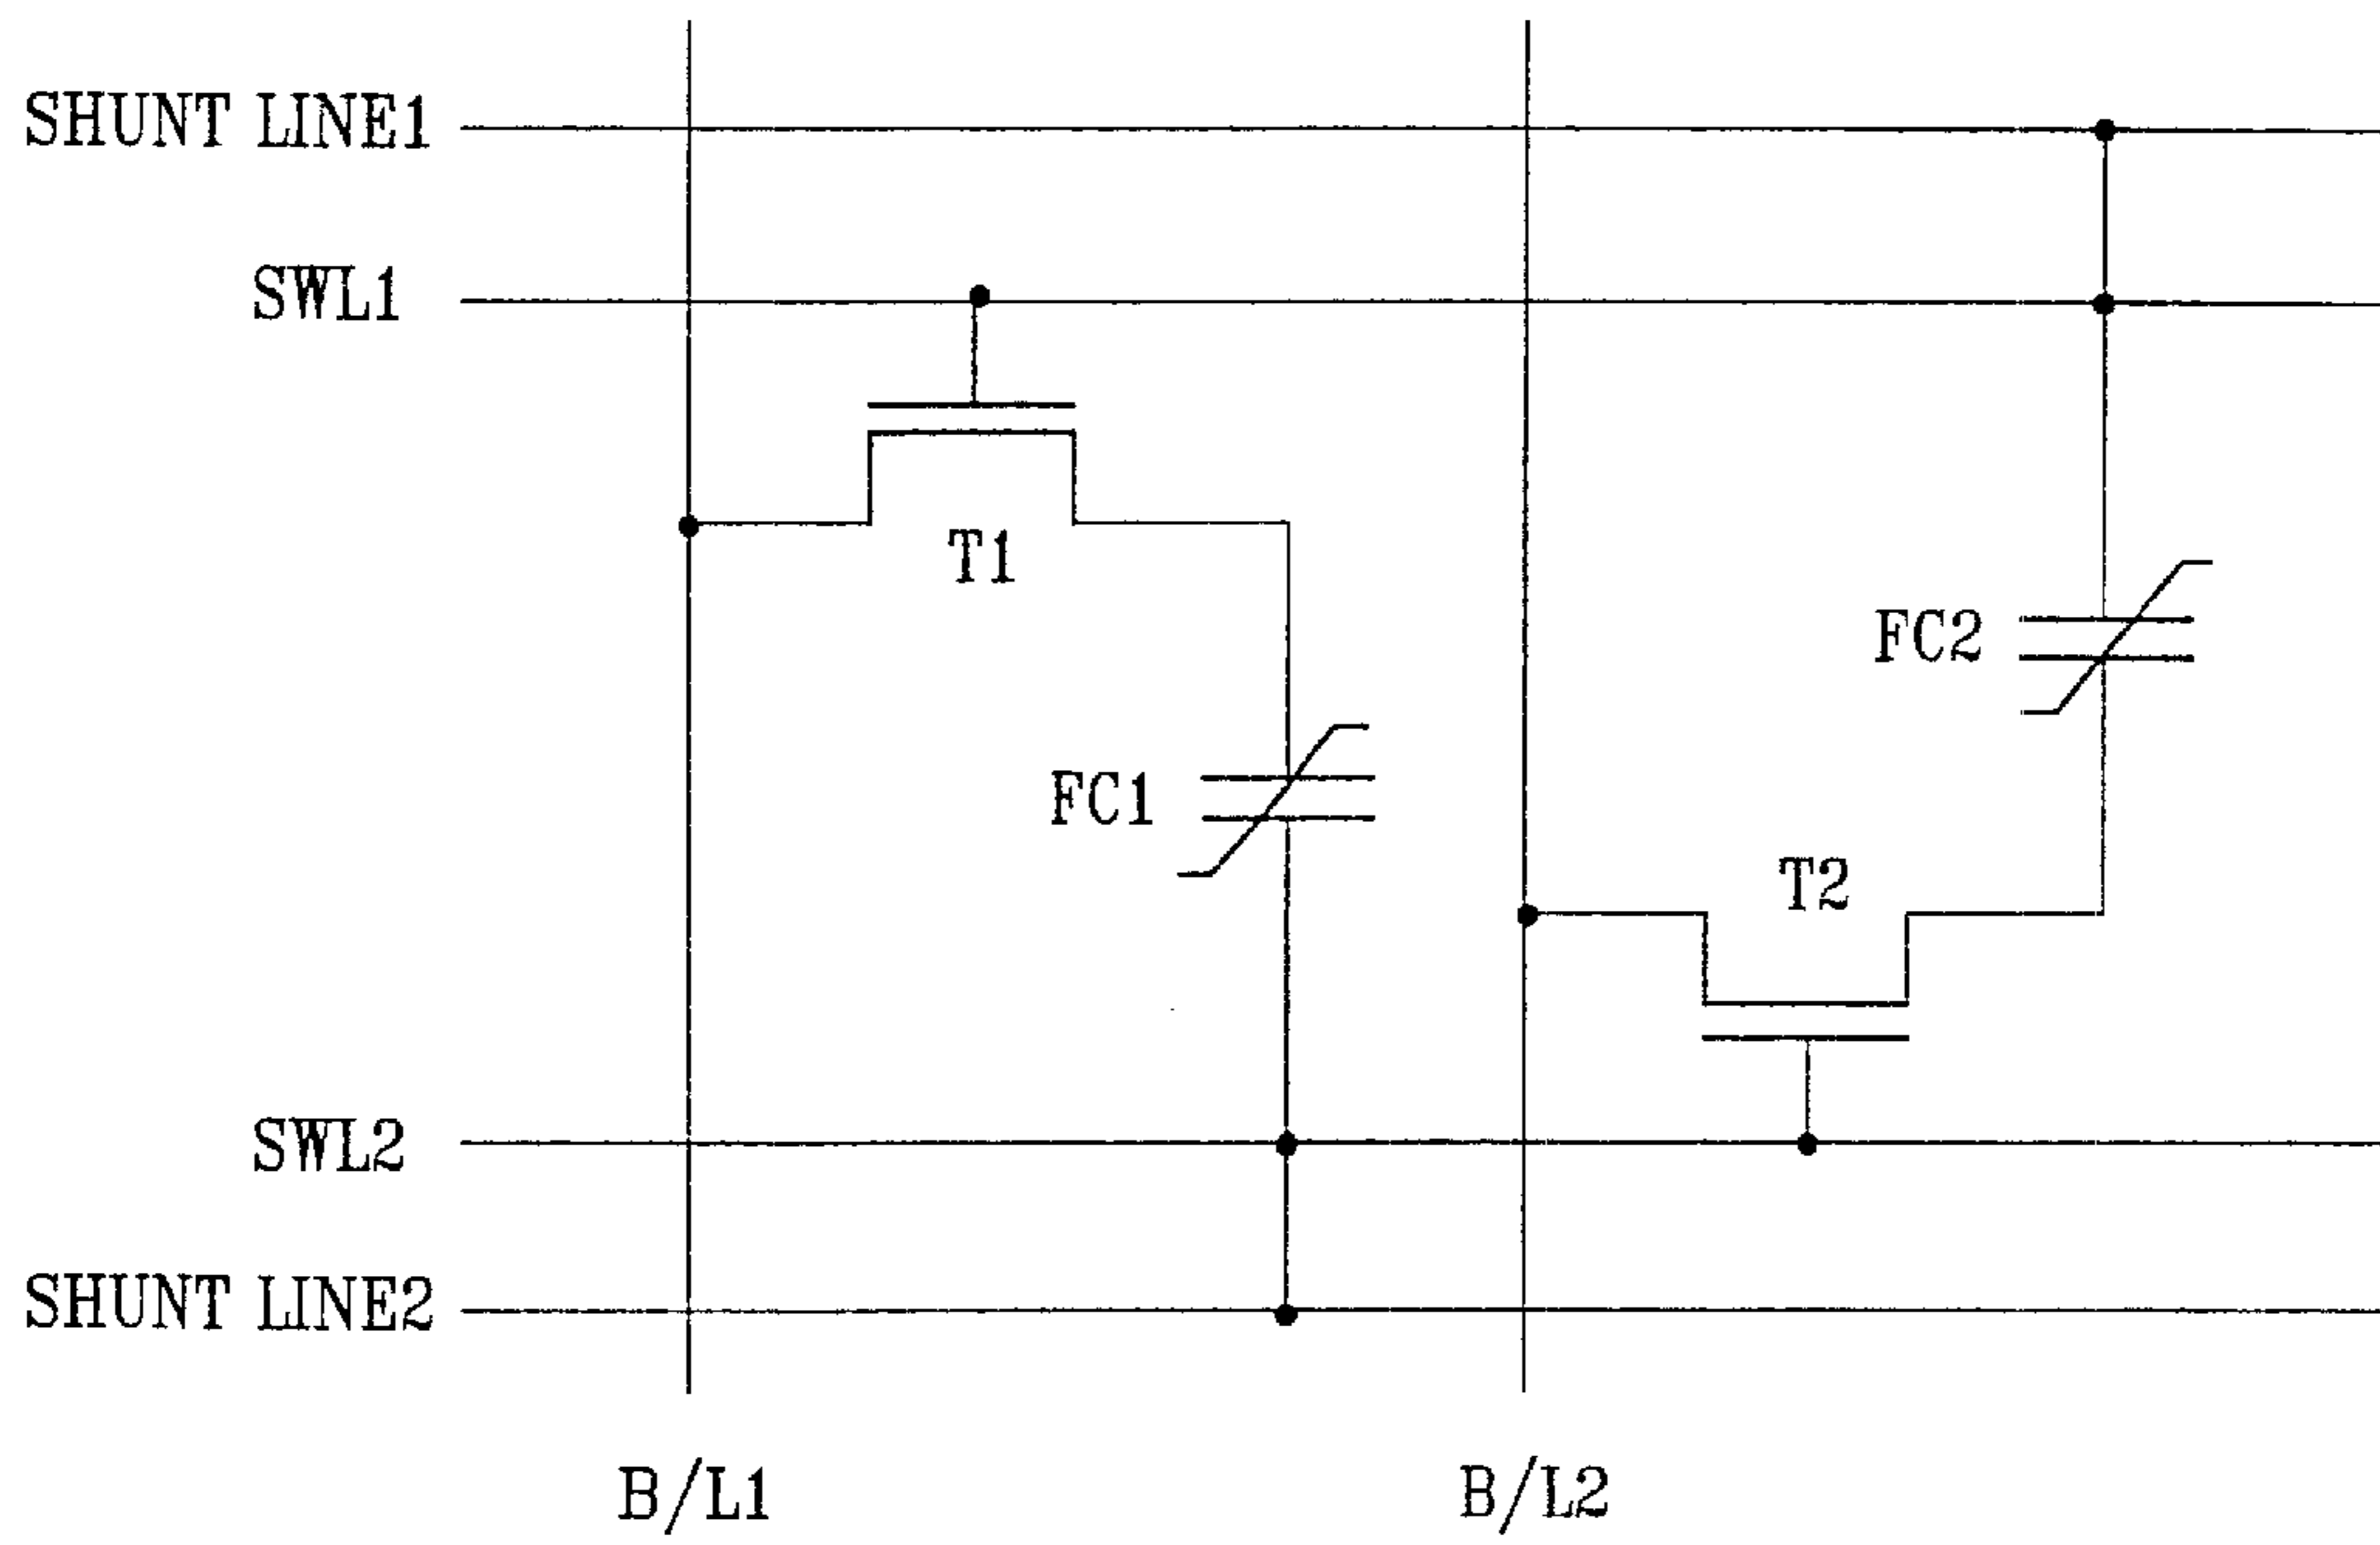 SHUNT LINE1
SWL1
T1
FC2
FC1
T2
SWL2
SHUNT LINE2
B/L1
B/L2